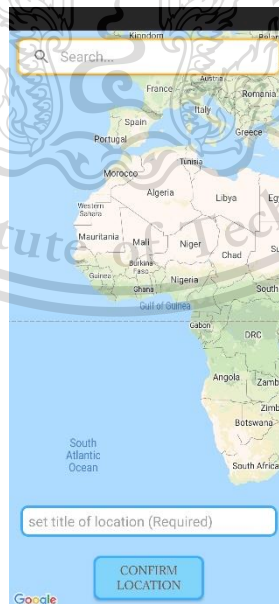 Kingdom
Search...
Austria
France
Romania
Italy
Spain
Greece
Portugal
Tunisia
Morocco
Algeria
Libya
Western
Sahara
Mauritania
Mali
Niger
Chad
Burkina
Faso
Guinea
Nigeria
Ghana
South
Gulf of Guinea
Gabon
DRC
Angola
Botswana
South
Atlantic
Ocean
South Africa
set title of location (Required)
CONFIRM
LOCATION
Google